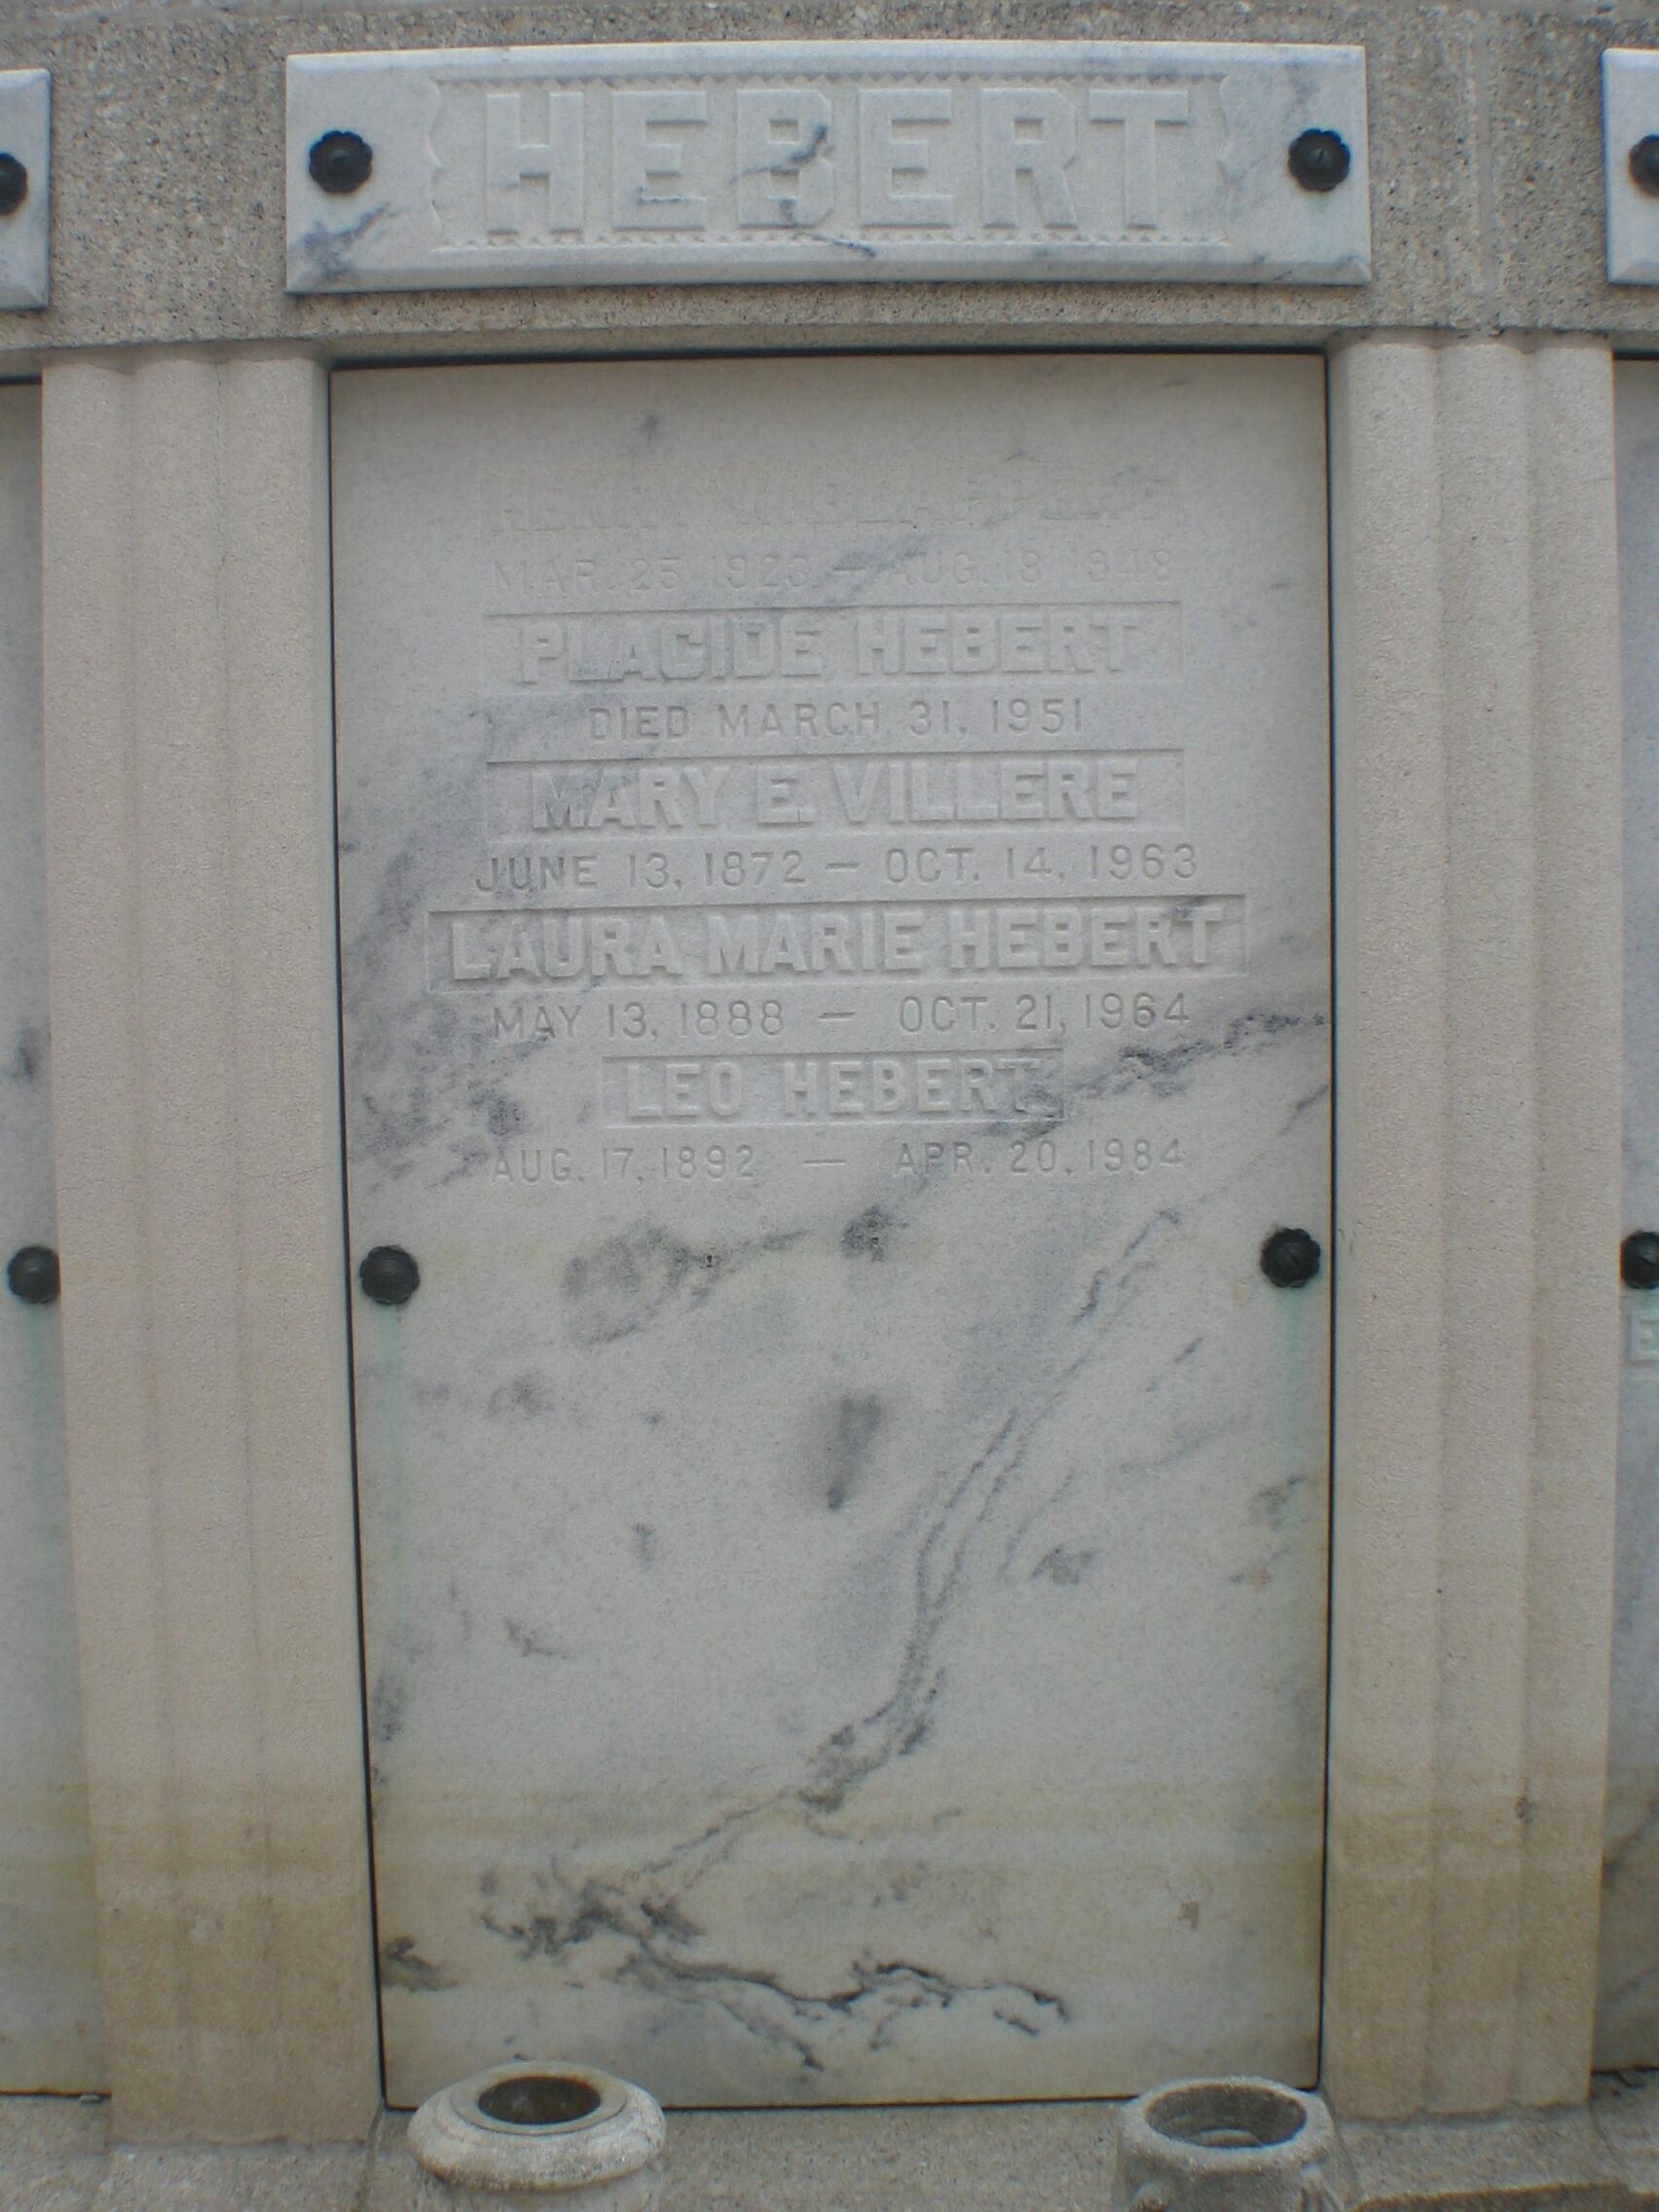 HEBERT
MAR. 25 1923 — AUG. 18 1948
PLACIDE HEBERT
DIED MARCH 31, 1951
MARY E. VILLERE
JUNE 13, 1872 — OCT. 14, 1963
LAURA MARIE HEBERT
MAY 13, 1888 — OCT. 21, 1964
LEO HEBERT
AUG. 17, 1892 — APR. 20, 1984